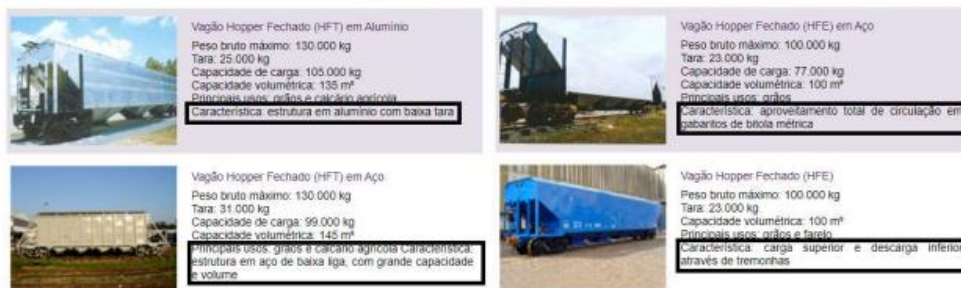 Vagão Hopper Fechado (HFT) em Alumínio
Peso bruto máximo: 130.000 kg
Tara: 25.000 kg
Capacidade de carga: 105.000 kg
Capacidade volumétrica: 135 m³
Principais usos: grãos e calcário agrícola
Característica: estrutura em alumínio com baixa tara
Vagão Hopper Fechado (HFE) em Aço
Peso bruto máximo: 100.000 kg
Tara: 23.000 kg
Capacidade de carga: 77.000 kg
Capacidade volumétrica: 100 m³
Principais usos: grãos
Característica: aproveitamento total de circulação em
gabaritos de bitola métrica
Vagão Hopper Fechado (HFT) em Aço
Peso bruto máximo: 130.000 kg
Tara: 31.000 kg
Capacidade de carga: 99.000 kg
Capacidade volumétrica: 145 m³
Principais usos: grãos e calcário agrícola Característica:
estrutura em aço de baixa liga, com grande capacidade
e volume
Vagão Hopper Fechado (HFE)
Peso bruto máximo: 100.000 kg
Tara: 23.000 kg
Capacidade volumétrica: 100 m³
Principais usos: grãos e farelo
Característica: carga superior e descarga inferior
através de tremonhas